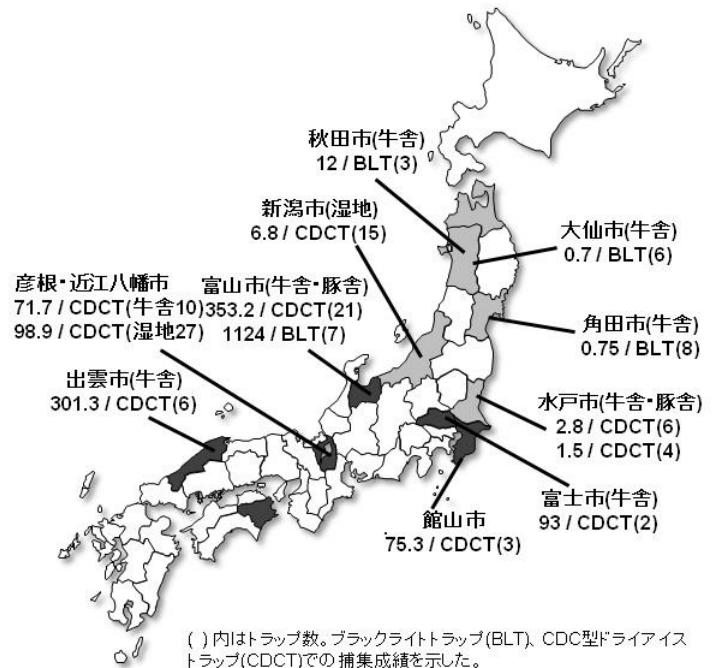 秋田市(牛舎)
12 / BLT(3)
新潟市(湿地)
6.8 / CDCT(15)
大仙市(牛舎)
0.7 / BLT(6)
彦根・近江八幡市
71.7 / CDCT(牛舎10)
98.9 / CDCT(湿地27)
富山市(牛舎・豚舎)
353.2 / CDCT(21)
1124 / BLT(7)
角田市(牛舎)
0.75 / BLT(8)
出雲市(牛舎)
301.3 / CDCT(6)
水戸市(牛舎・豚舎)
2.8 / CDCT(6)
1.5 / CDCT(4)
富士市(牛舎)
93 / CDCT(2)
館山市
75.3 / CDCT(3)
( )内はトラップ数。ブラックライトトラップ(BLT)、CDC型ドライアイス
トラップ(CDCT)での捕集成績を示した。